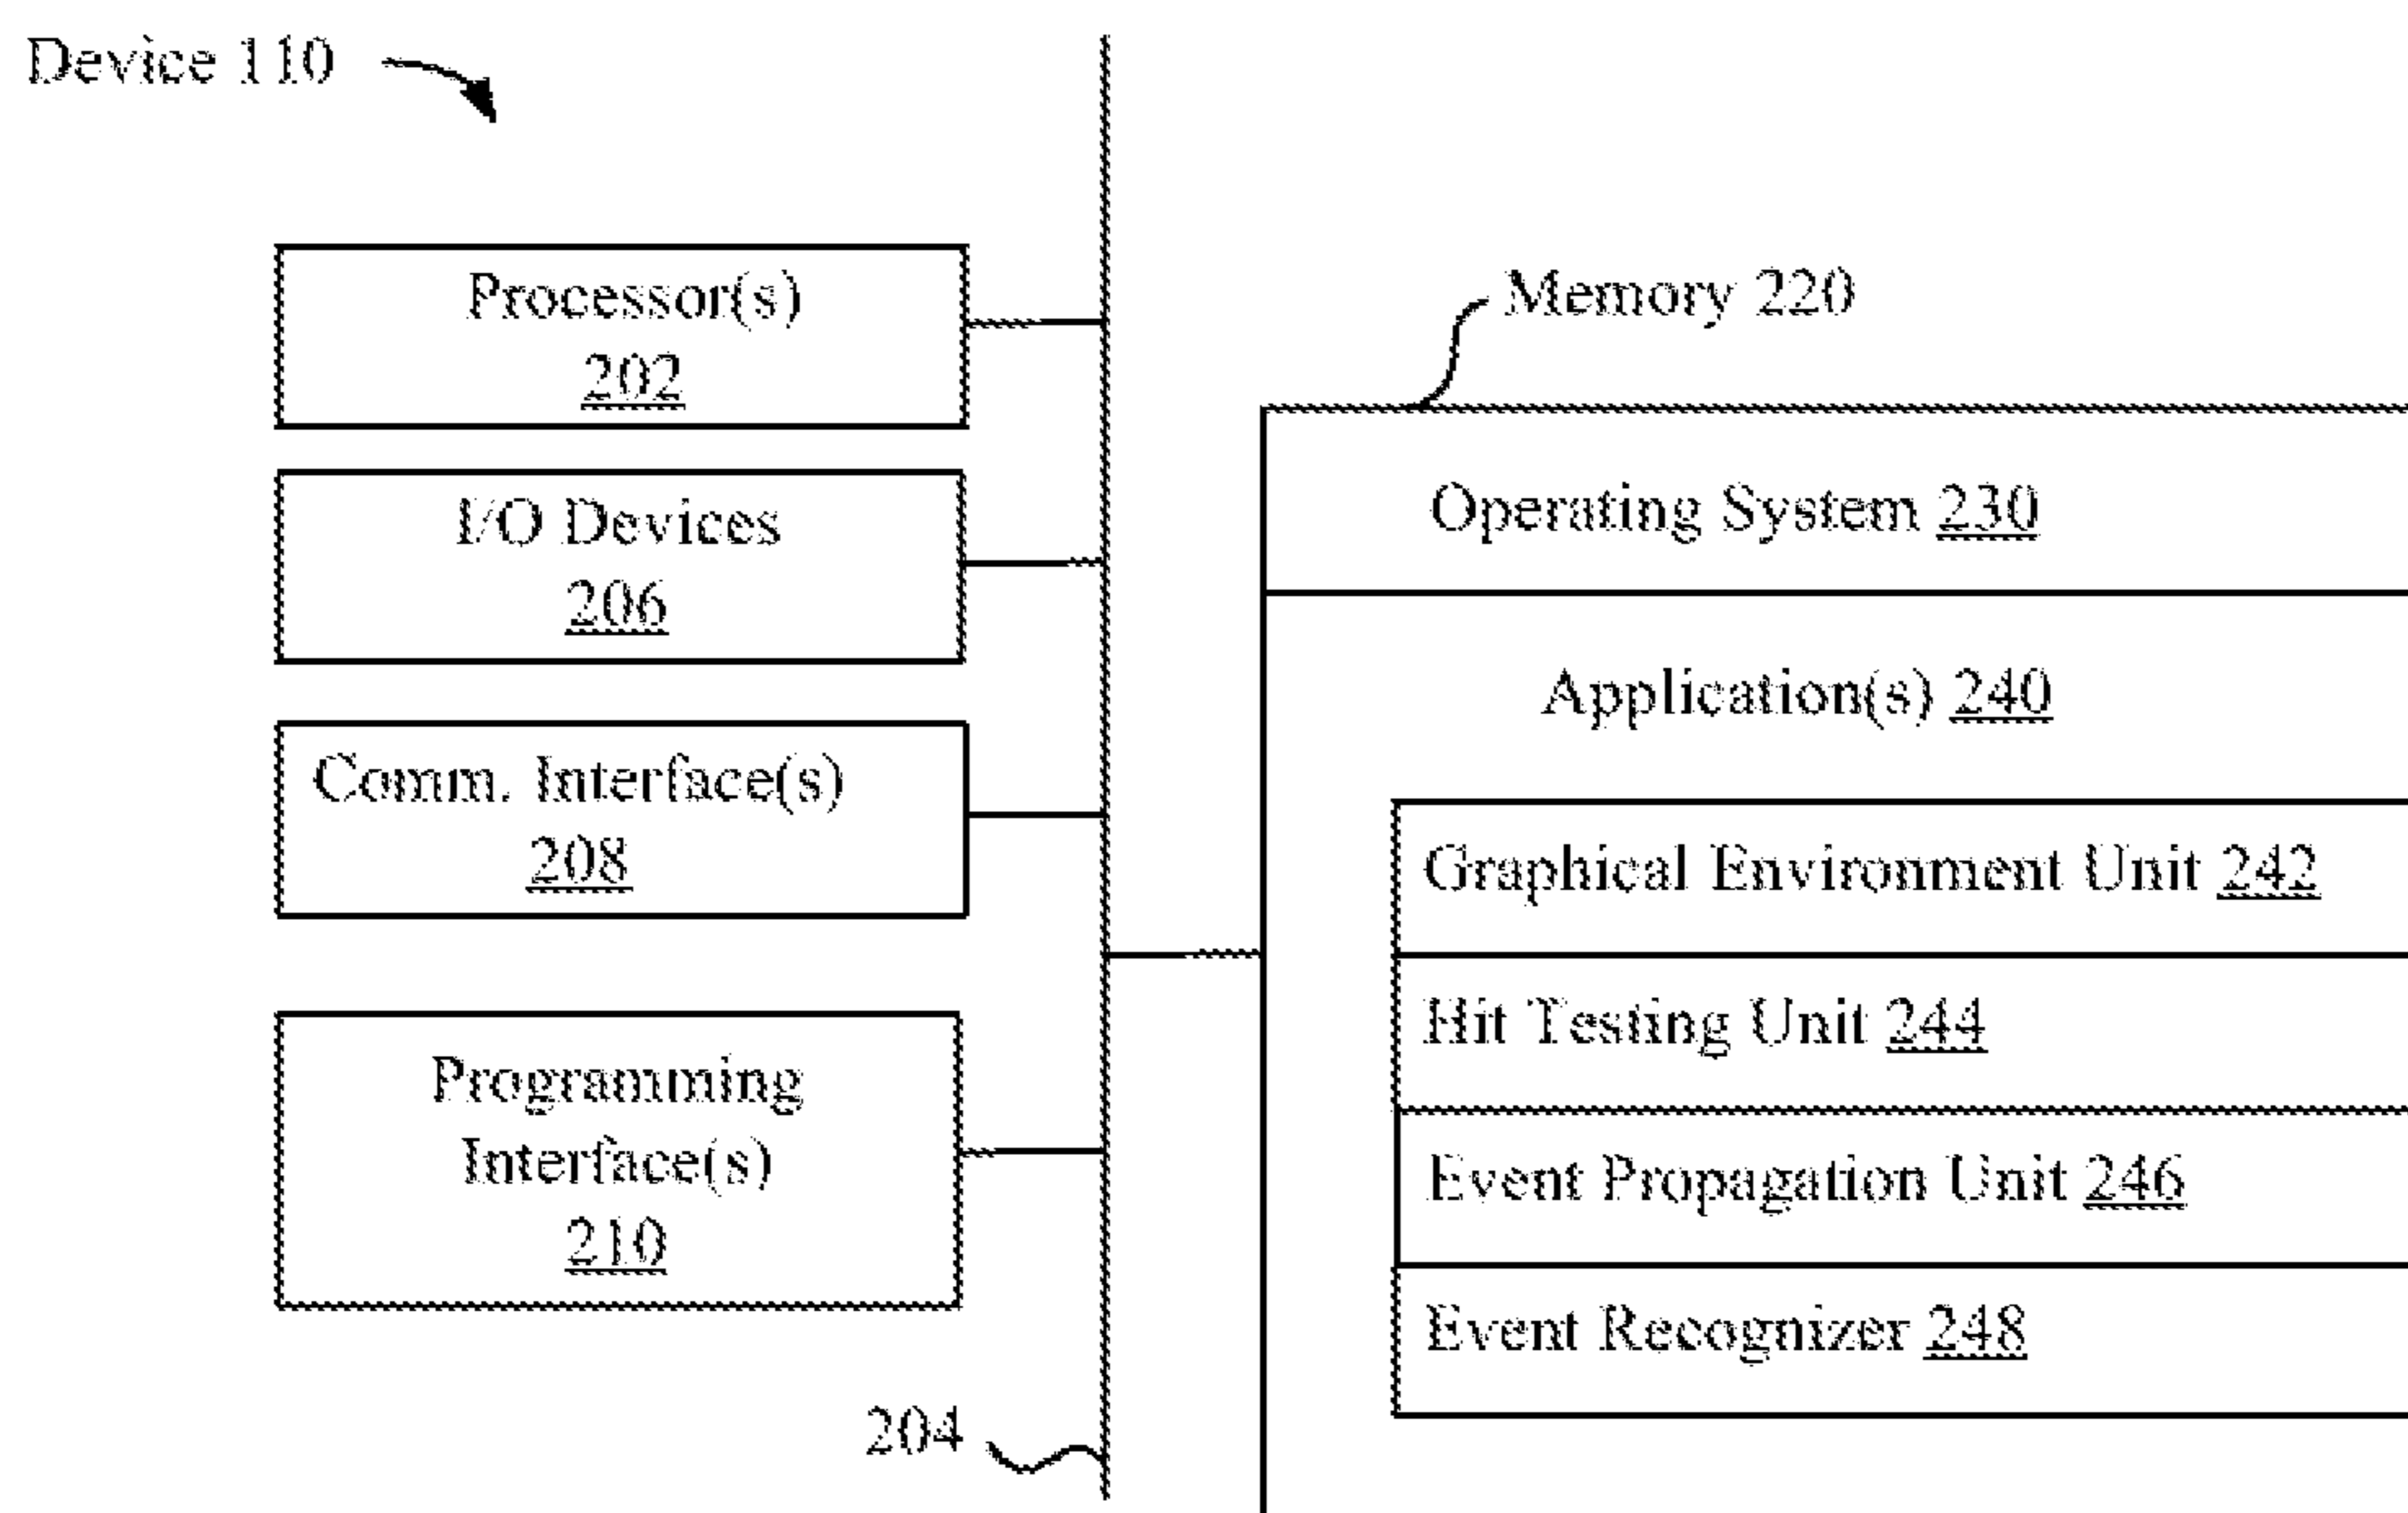 Device 110
Processor(s)
202
I/O Devices
206
Comm. Interface(s)
208
Programming
Interface(s)
210
204
Memory 220
Operating System 230
Application(s) 240
Graphical Environment Unit 242
Hit Testing Unit 244
Event Propagation Unit 246
Event Recognizer 248